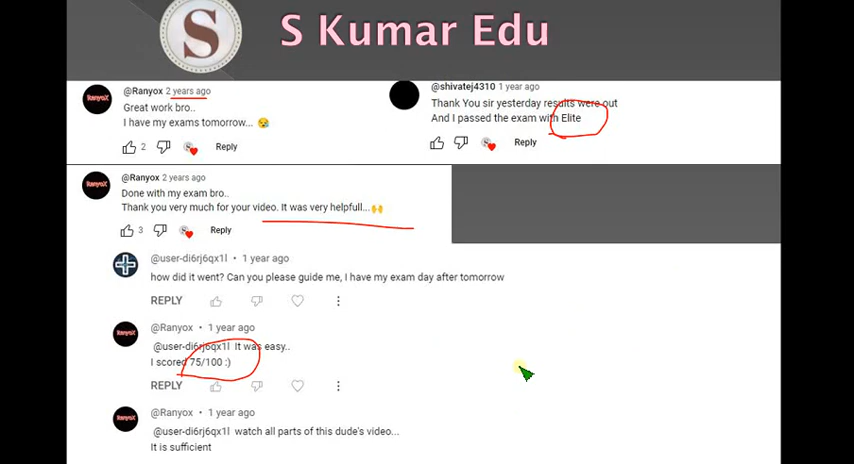 S
S Kumar Edu
@Ranyox 2 years ago
Great work bro..
I have my exams tomorrow... 😪
2 Reply
@shivatej4310 1 year ago
Thank You sir yesterday results were out
And I passed the exam with Elite
Reply
@Ranyox 2 years ago
Done with my exam bro..
Thank you very much for your video. It was very helpfull... 🙌
3 Reply
@user-di6rj6qx1l • 1 year ago
how did it went? Can you please guide me, I have my exam day after tomorrow
REPLY
@Ranyox • 1 year ago
@user-di6rj6qx1l It was easy..
I scored 75/100 :)
REPLY
@Ranyox • 1 year ago
@user-di6rj6qx1l watch all parts of this dude's video...
It is sufficient